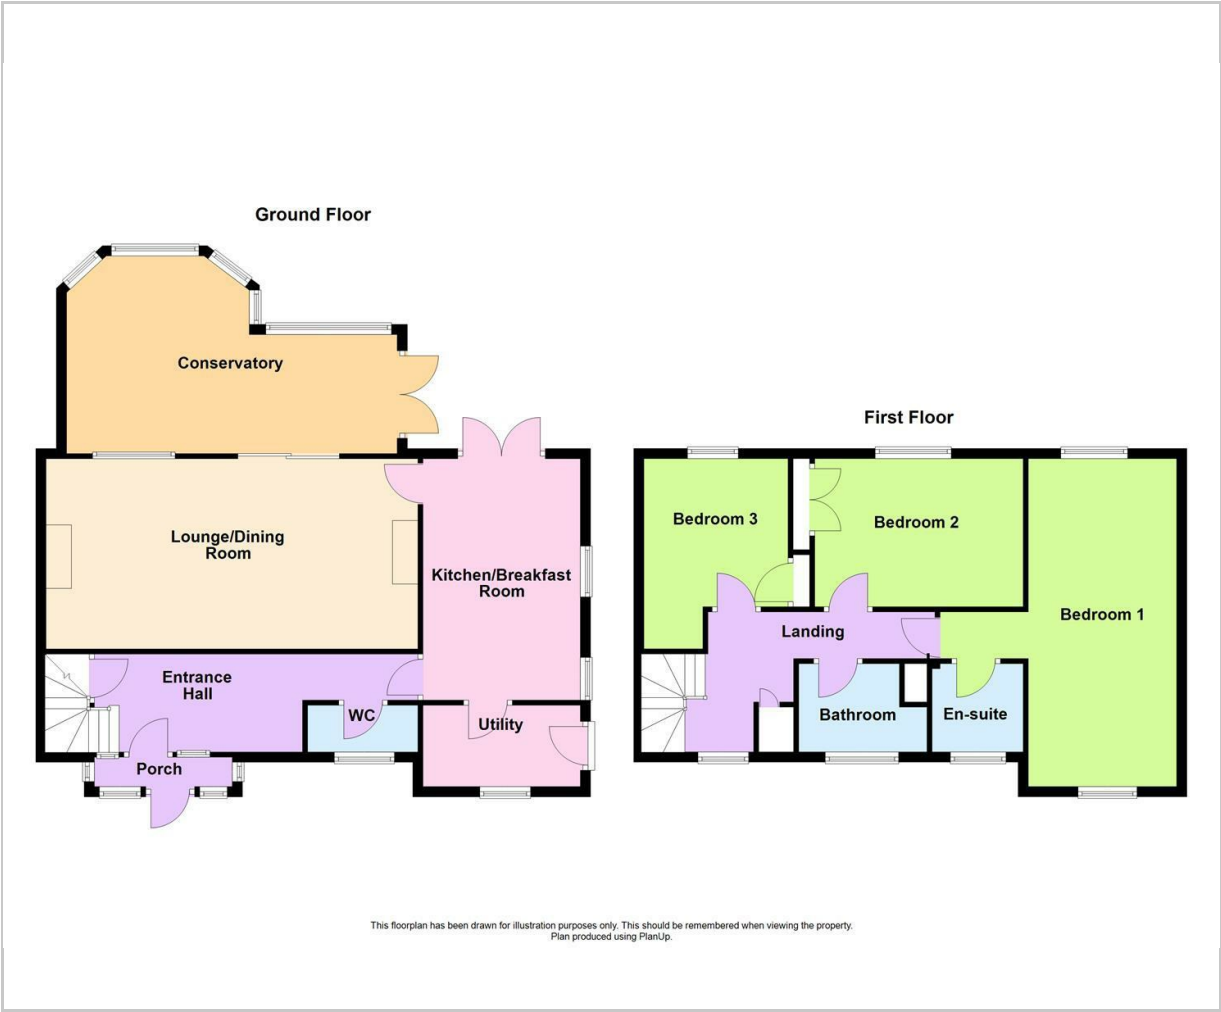 Ground Floor
Conservatory
Lounge/Dining
Room
Kitchen/Breakfast
Room
Entrance
Hall
WC
Utility
Porch
First Floor
Bedroom 3
Bedroom 2
Bedroom 1
Landing
Bathroom
En-suite
This floorplan has been drawn for illustration purposes only. This should be remembered when viewing the property.
Plan produced using PlanUp.